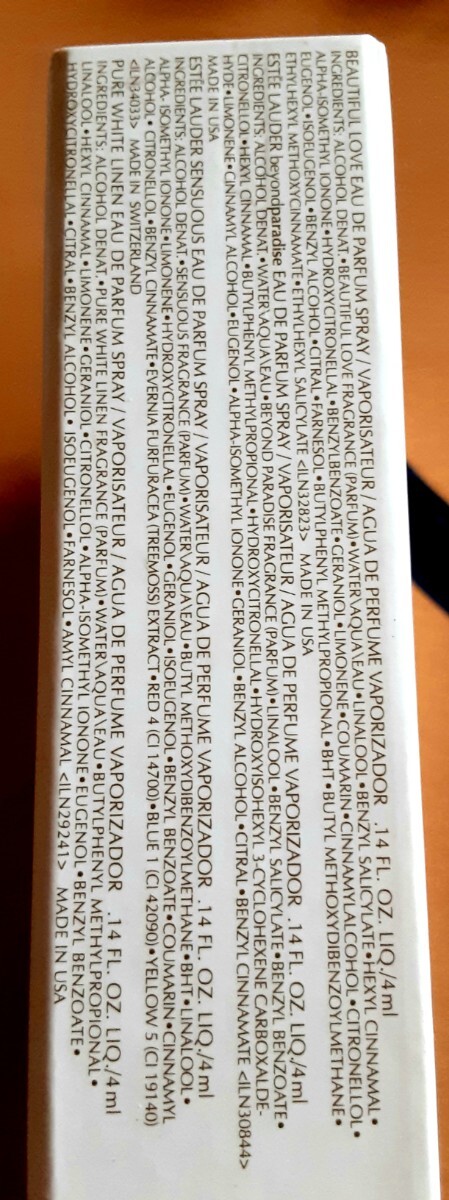 BEAUTIFUL LOVE EAU DE PARFUM SPRAY / VAPORISATEUR / AGUA DE PERFUME VAPORIZADOR .14 FL. OZ. LIQ./4ml
INGREDIENTS: ALCOHOL DENAT.•BEAUTIFUL LOVE FRAGRANCE (PARFUM)•WATER\AQUA\EAU•LINALOOL•BENZYL SALICYLATE•HEXYL CINNAMAL•
ALPHA-ISOMETHYL IONONE•HYDROXYCITRONELLAL•BENZYL BENZOATE•GERANIOL•LIMONENE•COUMARIN•CINNAMYL ALCOHOL•CITRONELLOL•
EUGENOL•ISOEUGENOL•BENZYL ALCOHOL•CITRAL•FARNESOL•BUTYLPHENYL METHYLPROPIONAL•BHT•BUTYL METHOXYDIBENZOYLMETHANE•
ETHYLHEXYL METHOXYCINNAMATE•ETHYLHEXYL SALICYLATE <ILN32823> MADE IN USA
ESTĒE LAUDER beyondparadise EAU DE PARFUM SPRAY / VAPORISATEUR / AGUA DE PERFUME VAPORIZADOR .14 FL. OZ. LIQ./4ml
INGREDIENTS: ALCOHOL DENAT.•WATER\AQUA\EAU•BEYOND PARADISE FRAGRANCE (PARFUM)•LINALOOL•BENZYL SALICYLATE•BENZYL BENZOATE•
CITRONELLOL•HEXYL CINNAMAL•BUTYLPHENYL METHYLPROPIONAL•HYDROXYCITRONELLAL•HYDROXYISOHEXYL 3-CYCLOHEXENE CARBOXALDE-
HYDE•LIMONENE•CINNAMYL ALCOHOL•EUGENOL•ALPHA-ISOMETHYL IONONE•GERANIOL•BENZYL ALCOHOL•CITRAL•BENZYL CINNAMATE <ILN30844>
MADE IN USA
ESTĒE LAUDER SENSUOUS EAU DE PARFUM SPRAY / VAPORISATEUR / AGUA DE PERFUME VAPORIZADOR .14 FL. OZ. LIQ./4ml
INGREDIENTS: ALCOHOL DENAT.•SENSUOUS FRAGRANCE (PARFUM)•WATER\AQUA\EAU•BUTYL METHOXYDIBENZOYLMETHANE•BHT•LINALOOL•
ALPHA-ISOMETHYL IONONE•LIMONENE•HYDROXYCITRONELLAL•EUGENOL•GERANIOL•ISOEUGENOL•BENZYL BENZOATE•COUMARIN•CINNAMYL
ALCOHOL•CITRONELLOL•BENZYL CINNAMATE•EVERNIA FURFURACEA (TREEMOSS) EXTRACT•RED 4 (CI 14700)•BLUE 1 (CI 42090)•YELLOW 5 (CI 19140)
<ILN34033> MADE IN SWITZERLAND
PURE WHITE LINEN EAU DE PARFUM SPRAY / VAPORISATEUR / AGUA DE PERFUME VAPORIZADOR .14 FL. OZ. LIQ./4ml
INGREDIENTS: ALCOHOL DENAT.•PURE WHITE LINEN FRAGRANCE (PARFUM)•WATER\AQUA\EAU•BUTYLPHENYL METHYLPROPIONAL•
LINALOOL•HEXYL CINNAMAL•LIMONENE•GERANIOL•CITRONELLOL•ALPHA-ISOMETHYL IONONE•EUGENOL•BENZYL BENZOATE•
HYDROXYCITRONELLAL•CITRAL•BENZYL ALCOHOL•ISOEUGENOL•FARNESOL•AMYL CINNAMAL <ILN29241> MADE IN USA